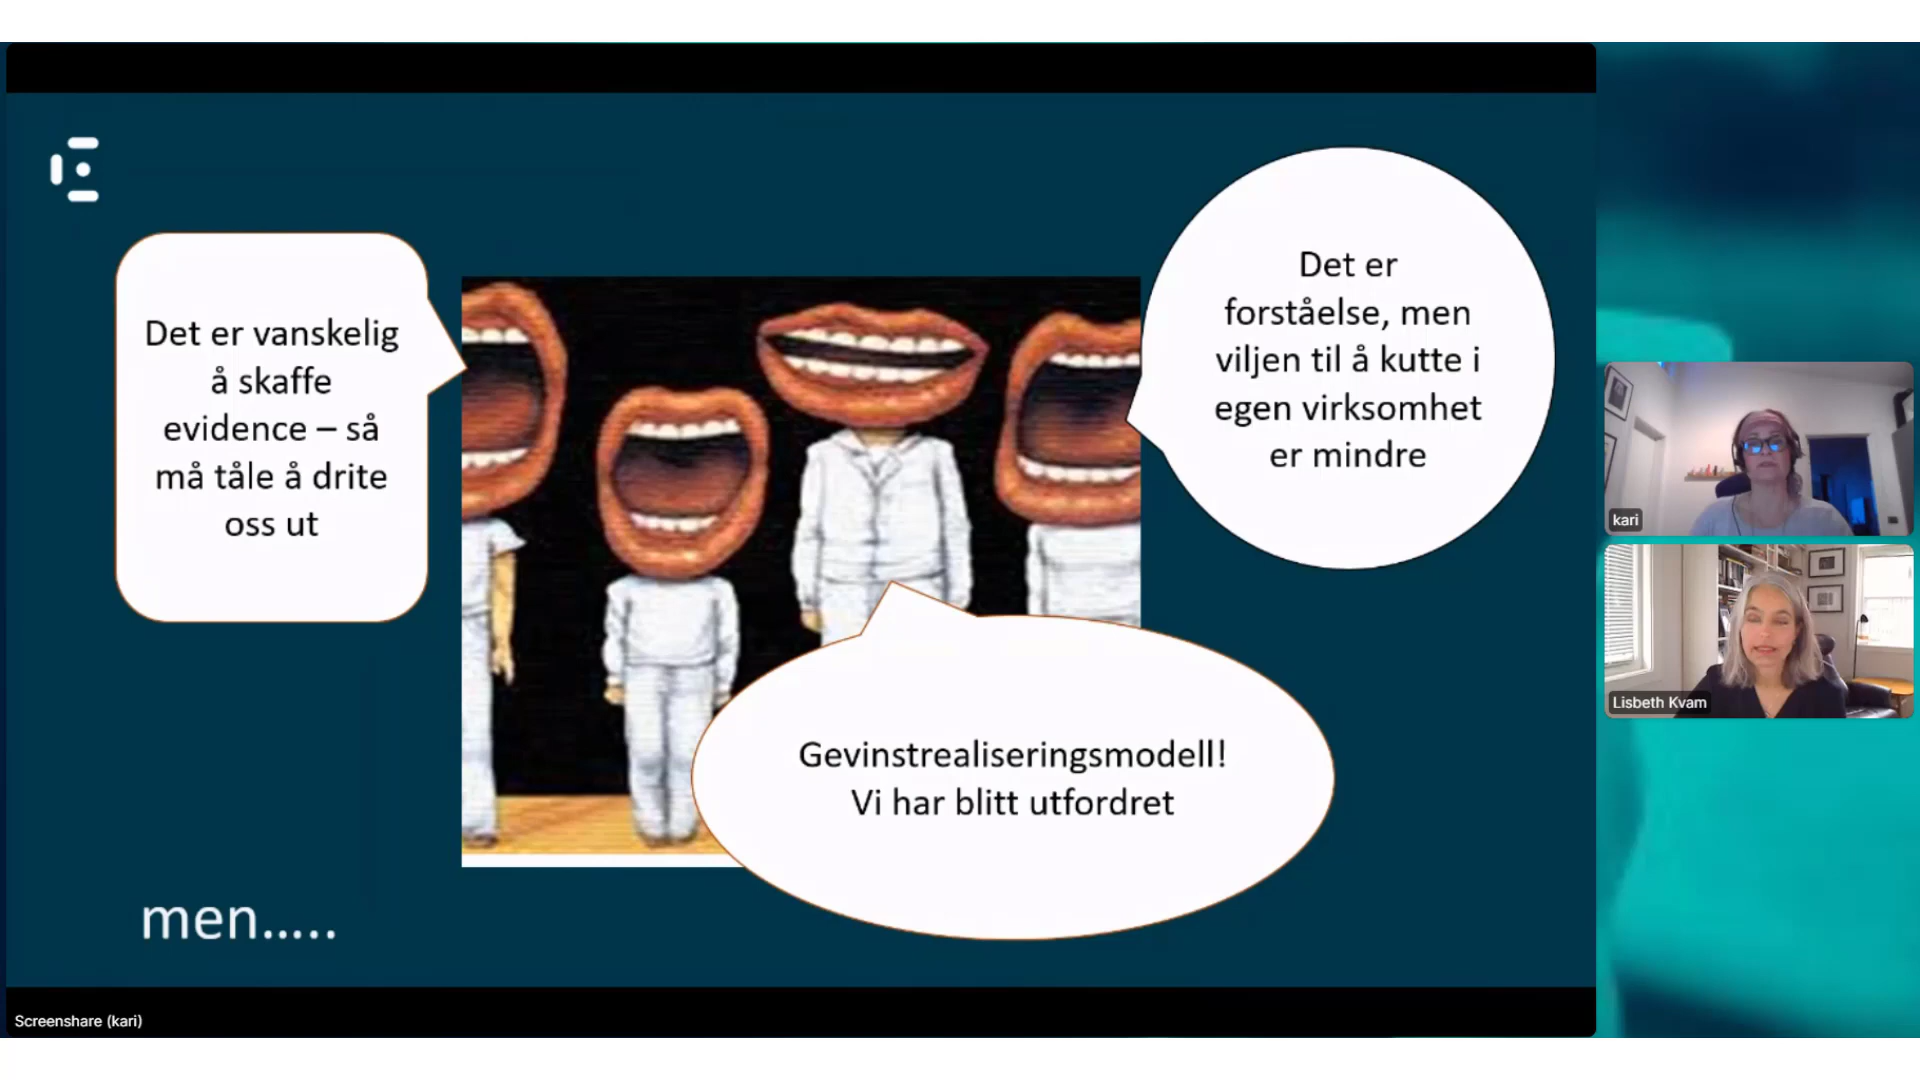 Det er vanskelig
å skaffe
evidence – så
må tåle å drite
oss ut
Det er
forståelse, men
viljen til å kutte i
egen virksomhet
er mindre
Gevinstrealiseringsmodell!
Vi har blitt utfordret
men.....
kari
Lisbeth Kvam
Screenshare (kari)